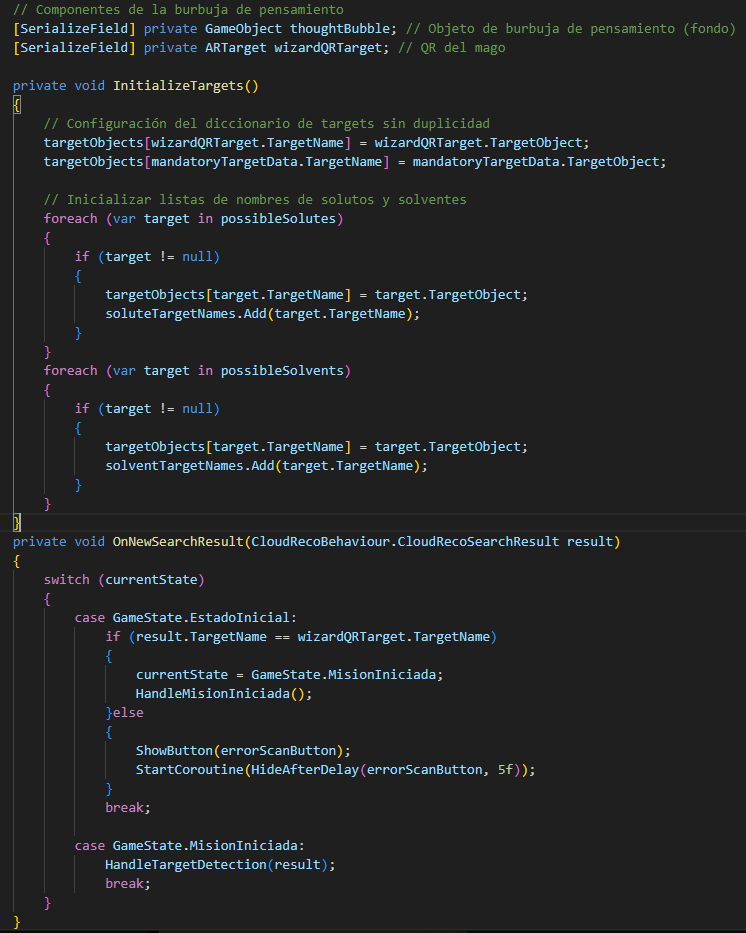 // Componentes de la burbuja de pensamiento
[SerializeField] private GameObject thoughtBubble; // Objeto de burbuja de pensamiento (fondo)
[SerializeField] private ARTarget wizardQRTarget; // QR del mago

private void InitializeTargets()
{
    // Configuración del diccionario de targets sin duplicidad
    targetObjects[wizardQRTarget.TargetName] = wizardQRTarget.TargetObject;
    targetObjects[mandatoryTargetData.TargetName] = mandatoryTargetData.TargetObject;

    // Inicializar listas de nombres de solutos y solventes
    foreach (var target in possibleSolutes)
    {
        if (target != null)
        {
            targetObjects[target.TargetName] = target.TargetObject;
            soluteTargetNames.Add(target.TargetName);
        }
    }
    foreach (var target in possibleSolvents)
    {
        if (target != null)
        {
            targetObjects[target.TargetName] = target.TargetObject;
            solventTargetNames.Add(target.TargetName);
        }
    }
}
private void OnNewSearchResult(CloudRecoBehaviour.CloudRecoSearchResult result)
{
    switch (currentState)
    {
        case GameState.EstadoInicial:
            if (result.TargetName == wizardQRTarget.TargetName)
            {
                currentState = GameState.MisionIniciada;
                HandleMisionIniciada();
            }else
            {
                ShowButton(errorScanButton);
                StartCoroutine(HideAfterDelay(errorScanButton, 5f));
            }
            break;

        case GameState.MisionIniciada:
            HandleTargetDetection(result);
            break;
    }
}